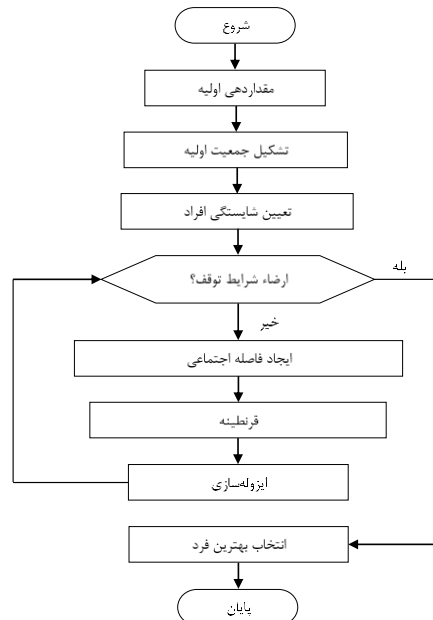 شروع
مقداردهی اولیه
تشکیل جمعیت اولیه
تعیین شایستگی افراد
ارضاء شرایط توقف؟
بله
خیر
ایجاد فاصله اجتماعی
قرنطینه
ایزوله‌سازی
انتخاب بهترین فرد
پایان